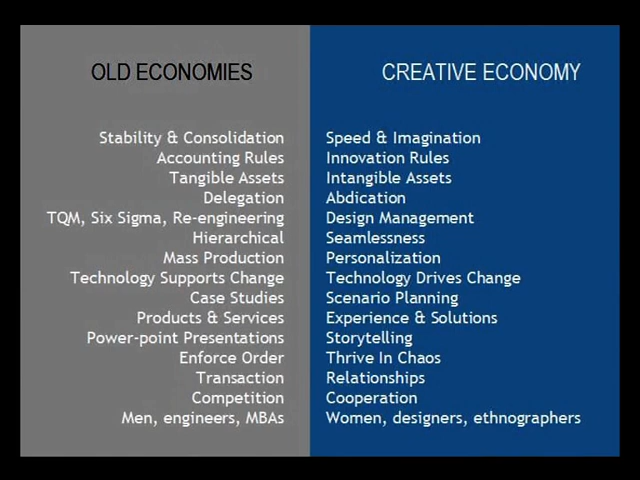 OLD ECONOMIES
Stability & Consolidation
Accounting Rules
Tangible Assets
Delegation
TQM, Six Sigma, Re-engineering
Hierarchical
Mass Production
Technology Supports Change
Case Studies
Products & Services
Power-point Presentations
Enforce Order
Transaction
Competition
Men, engineers, MBAs
CREATIVE ECONOMY
Speed & Imagination
Innovation Rules
Intangible Assets
Abdication
Design Management
Seamlessness
Personalization
Technology Drives Change
Scenario Planning
Experience & Solutions
Storytelling
Thrive In Chaos
Relationships
Cooperation
Women, designers, ethnographers